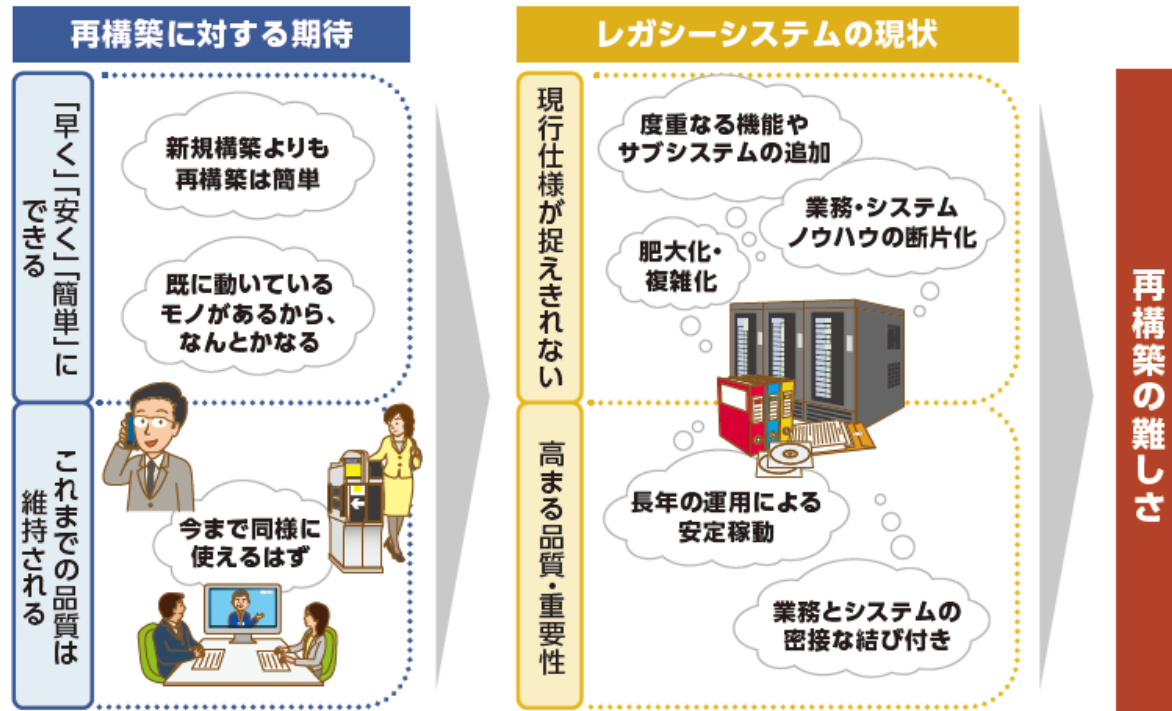 再構築に対する期待
「早く」「安く」「簡単」に
できる
新規構築よりも
再構築は簡単
既に動いている
モノがあるから、
なんとかなる
これまでの品質は
維持される
今まで同様に
使えるはず
レガシーシステムの現状
現行仕様が捉えきれない
度重なる機能や
サブシステムの追加
業務・システム
ノウハウの断片化
肥大化・
複雑化
高まる品質・重要性
長年の運用による
安定稼動
業務とシステムの
密接な結び付き
再構築の難しさ